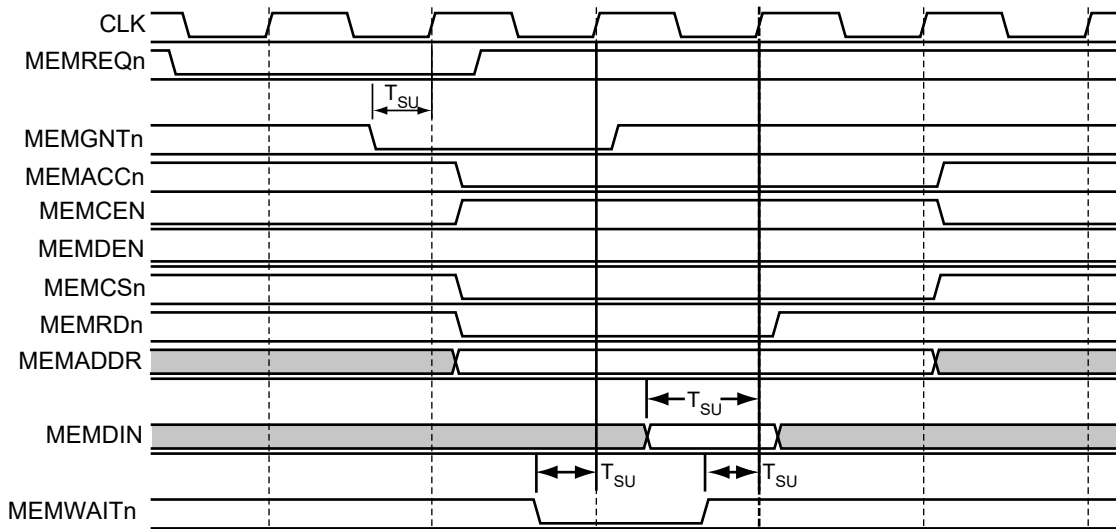 CLK
MEMREQn
TSU
MEMGNTn
MEMACCn
MEMCEN
MEMDEN
MEMCSn
MEMRDn
MEMADDR
TSU
MEMDIN
TSU TSU
MEMWAITn